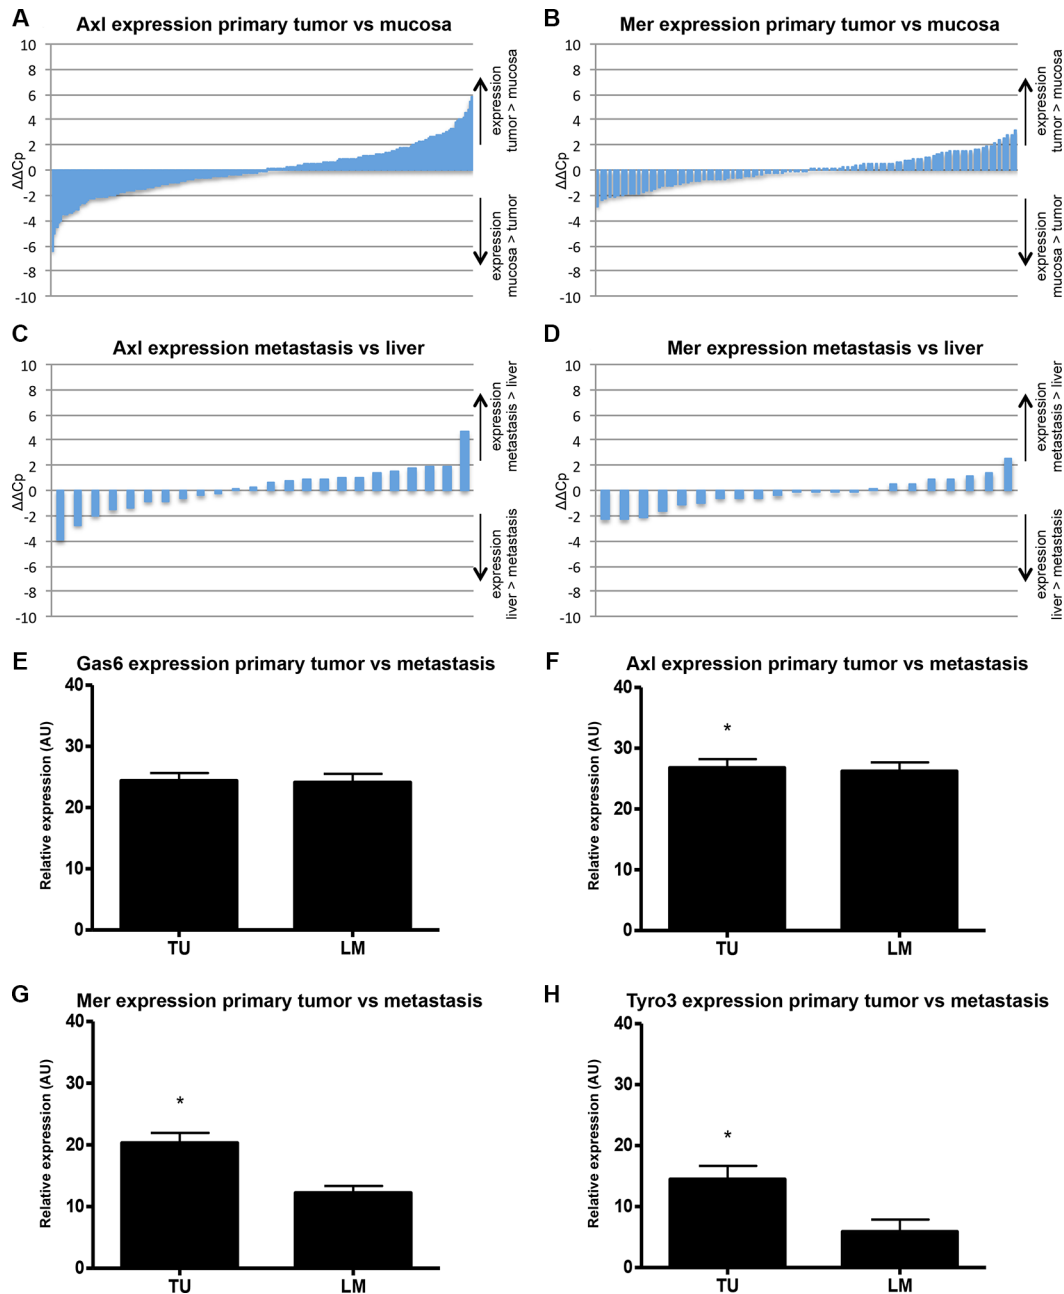 A
Axl expression primary tumor vs mucosa
10
8
6
4
2
0
-2
-4
-6
-8
-10
ΔΔCp
expression
tumor > mucosa
expression
mucosa > tumor
B
Mer expression primary tumor vs mucosa
10
8
6
4
2
0
-2
-4
-6
-8
-10
ΔΔCp
expression
tumor > mucosa
expression
mucosa > tumor
C
Axl expression metastasis vs liver
10
8
6
4
2
0
-2
-4
-6
-8
-10
ΔΔCp
expression
metastasis > liver
expression
liver > metastasis
D
Mer expression metastasis vs liver
10
8
6
4
2
0
-2
-4
-6
-8
-10
ΔΔCp
expression
metastasis > liver
expression
liver > metastasis
E
Gas6 expression primary tumor vs metastasis
Relative expression (AU)
40
30
20
10
0
TU LM
F
Axl expression primary tumor vs metastasis
Relative expression (AU)
40
30
20
10
0
*
TU LM
G
Mer expression primary tumor vs metastasis
Relative expression (AU)
40
30
20
10
0
*
TU LM
H
Tyro3 expression primary tumor vs metastasis
Relative expression (AU)
40
30
20
10
0
*
TU LM